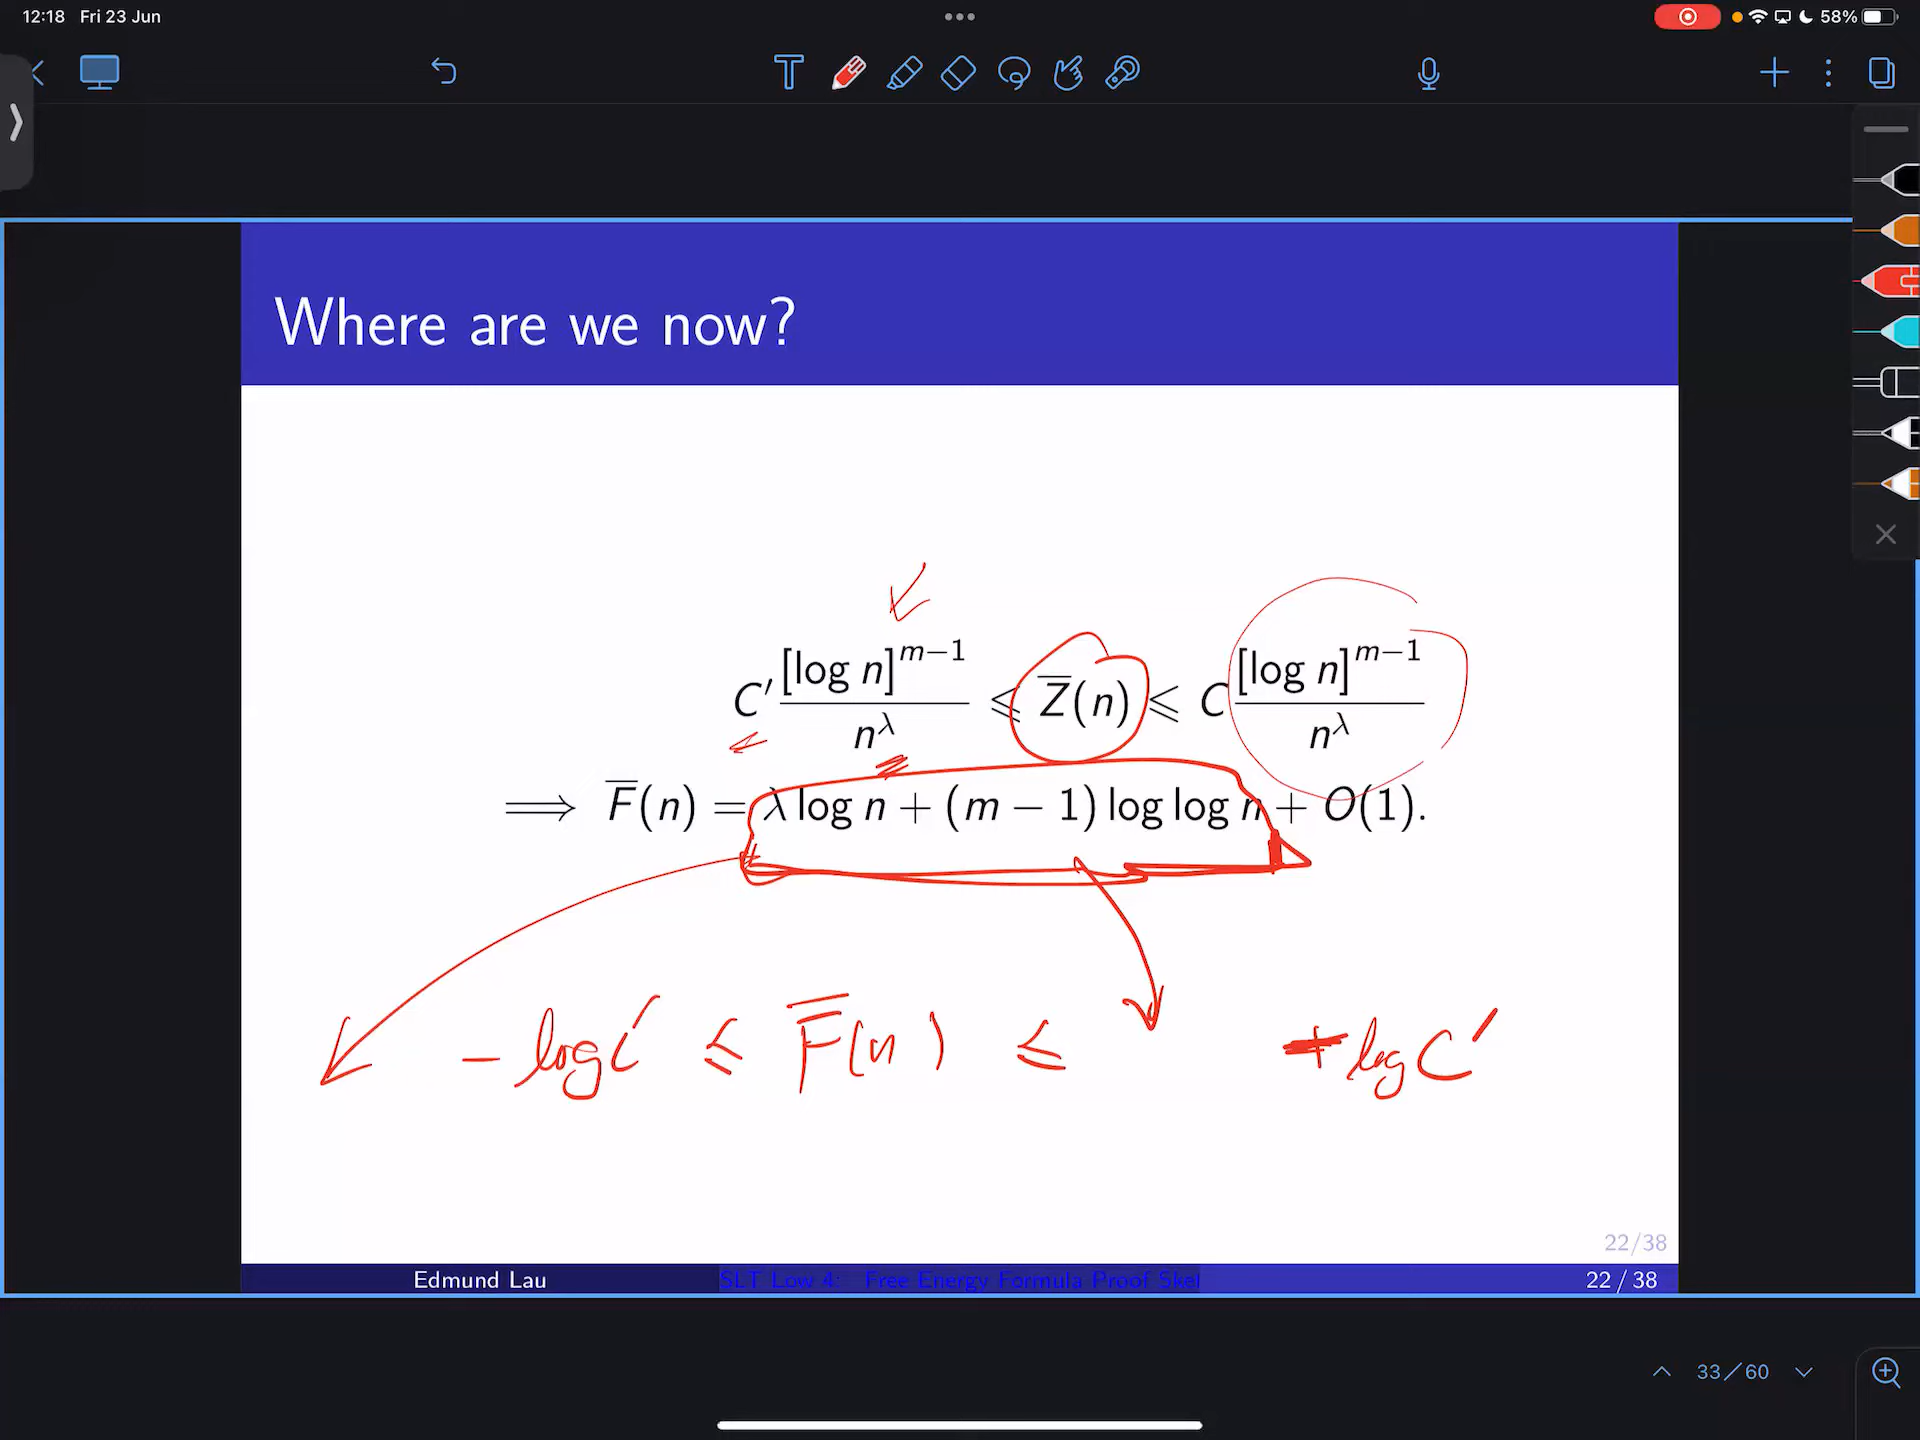 12:18 Fri 23 Jun
58%
Where are we now?
C′ [log n]^{m−1} / n^λ ⩽ Z̅(n) ⩽ C [log n]^{m−1} / n^λ
⟹ F̅(n) = λ log n + (m − 1) log log n + O(1).
− log C′ ⩽ F̅(n) ⩽ + log C′
22/38
Edmund Lau SLT Low 4: Free Energy Formula Proof Sket 22 / 38
33/60